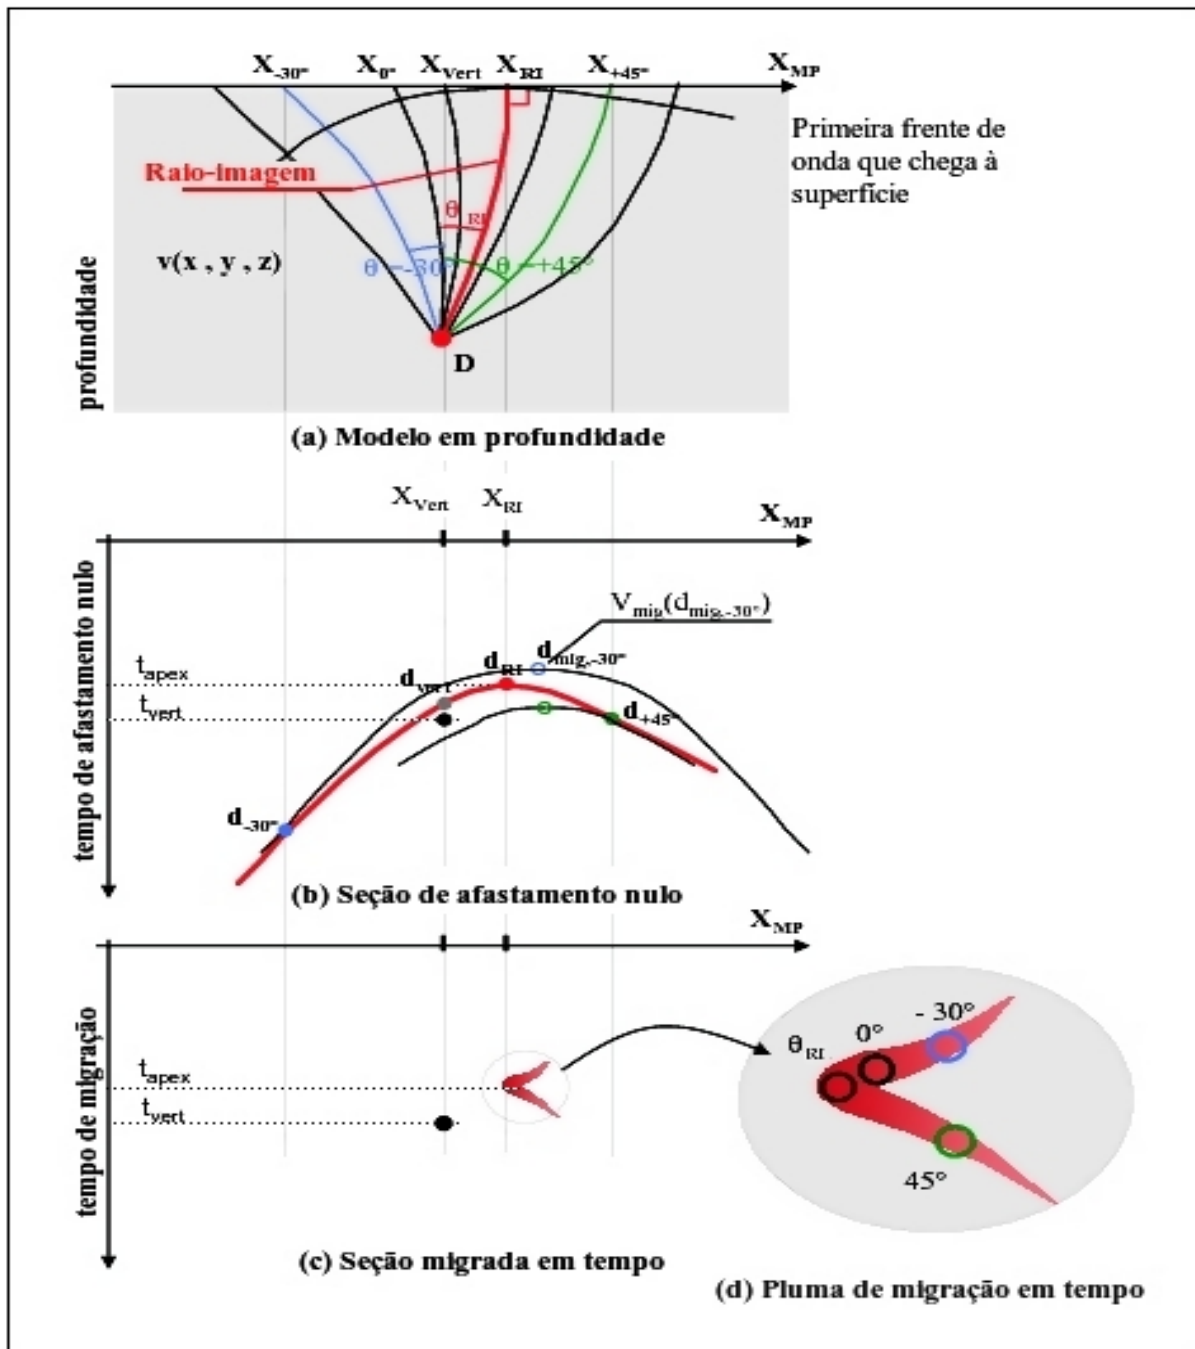 X-30° X0° XVert XRI X+45° XMP
Primeira frente de
onda que chega à
superfície
Raio-imagem
θ RI
v(x , y , z)
θ =-30° θ =+45°
D
profundidade
(a) Modelo em profundidade
XVert XRI
XMP
tempo de afastamento nulo
Vmig(dmig,-30°)
tapex
dvert dRI dmig,-30°
tvert
d+45°
d-30°
(b) Seção de afastamento nulo
XMP
tempo de migração
tapex
tvert
θRI 0° - 30°
45°
(c) Seção migrada em tempo
(d) Pluma de migração em tempo